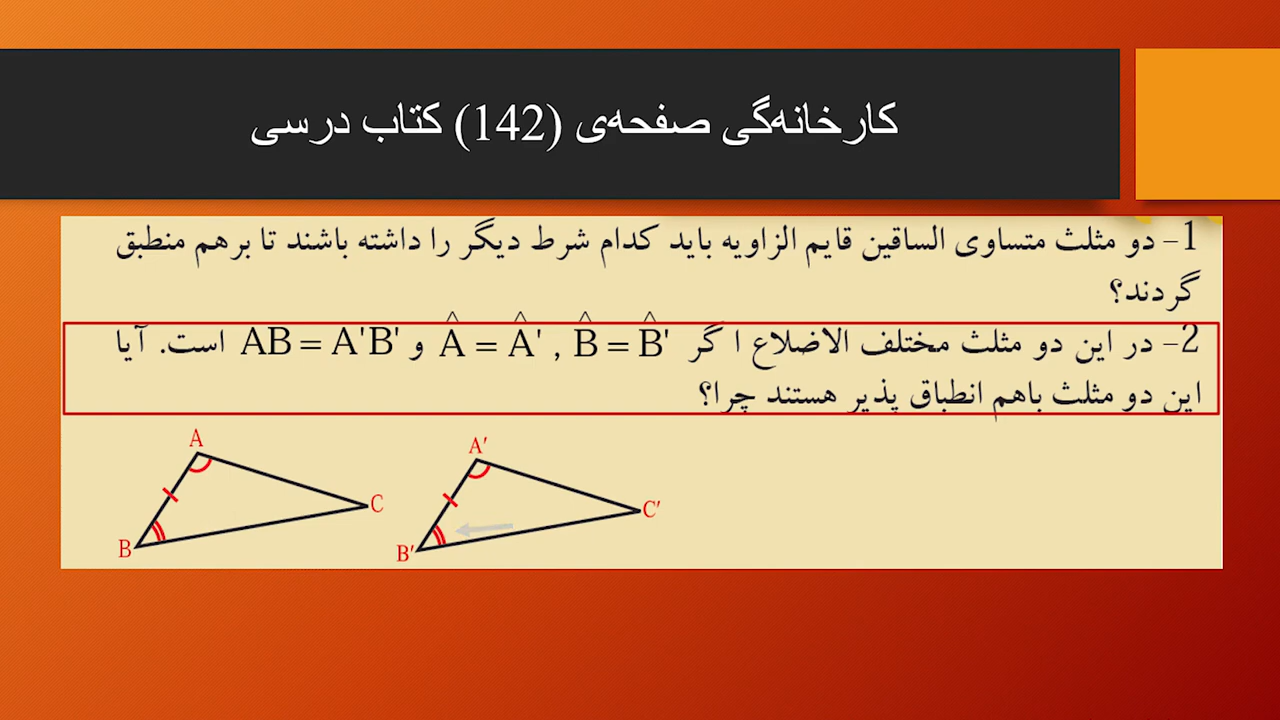 کارخانه‌گی صفحه‌ی (142) کتاب درسی
1- دو مثلث متساوی الساقین قایم الزاویه باید کدام شرط دیگر را داشته باشند تا برهم منطبق
گردند؟
2- در این دو مثلث مختلف الاضلاع ا گر B̂ = B̂' , Â = Â' و AB = A'B' است. آیا
این دو مثلث باهم انطباق پذیر هستند چرا؟
A
B
C
A'
B'
C'